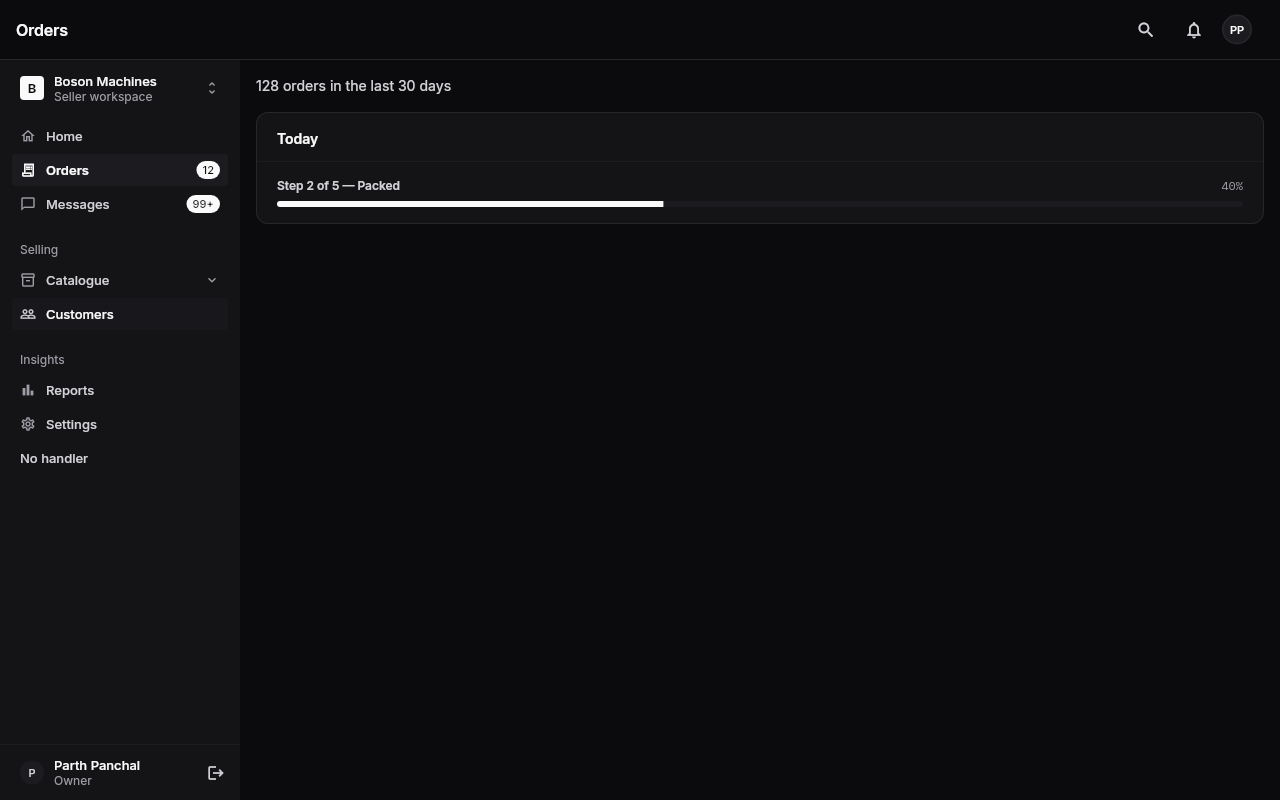 Orders
PP
B
Boson Machines
Seller workspace
Home
Orders 12
Messages 99+
Selling
Catalogue
Customers
Insights
Reports
Settings
No handler
P
Parth Panchal
Owner
128 orders in the last 30 days
Today
Step 2 of 5 — Packed 40%